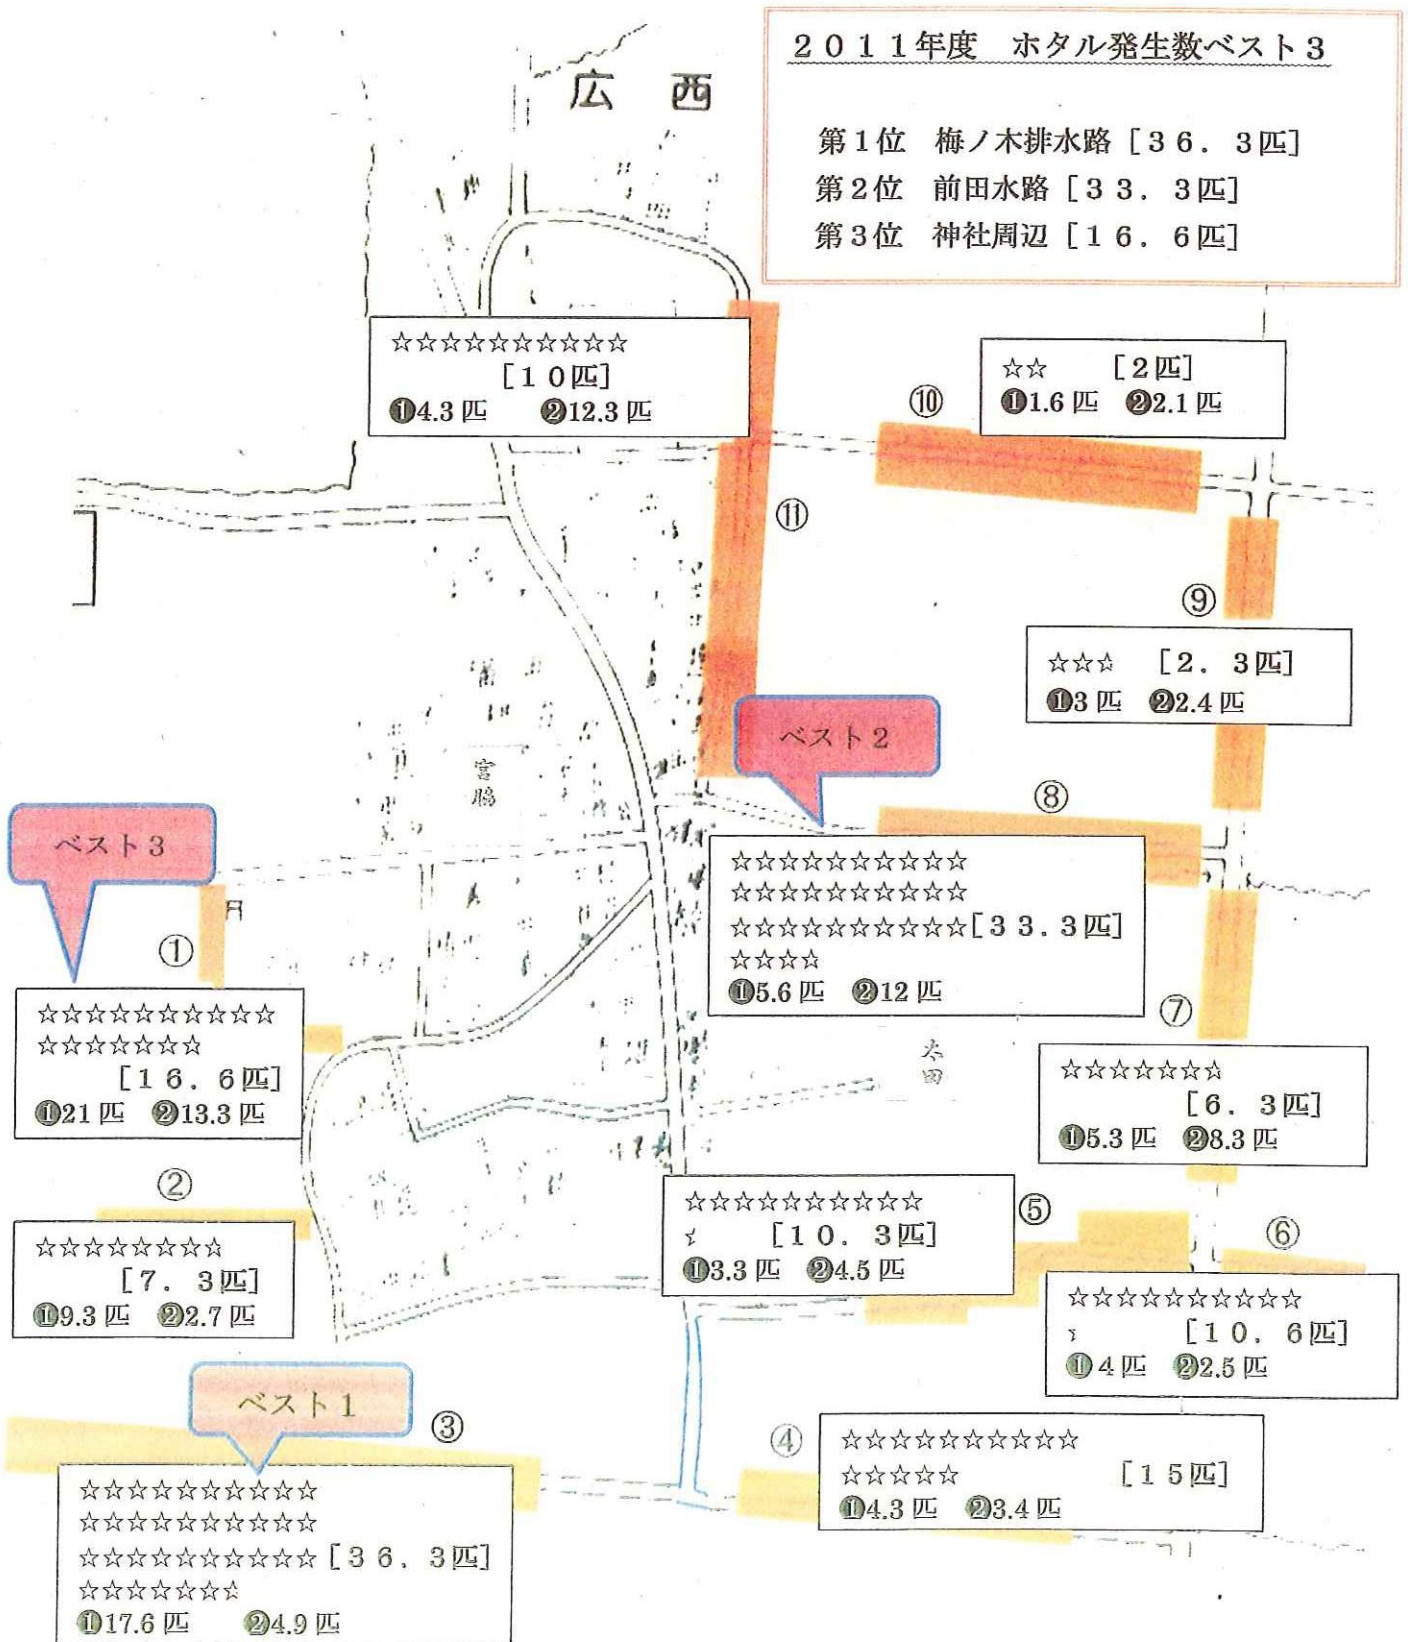 ２０１１年度　ホタル発生数ベスト３
第１位　梅ノ木排水路［３６．３匹］
第２位　前田水路［３３．３匹］
第３位　神社周辺［１６．６匹］
広　西
☆☆☆☆☆☆☆☆☆☆
［１０匹］
❶4.3 匹　❷12.3 匹
⑪
⑩
☆☆　［２匹］
❶1.6 匹　❷2.1 匹
⑨
☆☆☆　［２．３匹］
❶3 匹　❷2.4 匹
宮脇
ベスト２
⑧
☆☆☆☆☆☆☆☆☆☆
☆☆☆☆☆☆☆☆☆☆
☆☆☆☆☆☆☆☆☆☆［３３.３匹］
☆☆☆☆
❶5.6 匹　❷12 匹
ベスト３
①
☆☆☆☆☆☆☆☆☆☆
☆☆☆☆☆☆☆
［１６．６匹］
❶21 匹　❷13.3 匹
太田
⑦
☆☆☆☆☆☆☆
［６．３匹］
❶5.3 匹　❷8.3 匹
②
☆☆☆☆☆☆☆☆
［７．３匹］
❶9.3 匹　❷2.7 匹
⑤
☆☆☆☆☆☆☆☆☆☆
［１０．３匹］
❶3.3 匹　❷4.5 匹
⑥
☆☆☆☆☆☆☆☆☆☆
［１０．６匹］
❶4 匹　❷2.5 匹
ベスト１
③
☆☆☆☆☆☆☆☆☆☆
☆☆☆☆☆☆☆☆☆☆
☆☆☆☆☆☆☆☆☆☆［３６．３匹］
☆☆☆☆☆☆☆
❶17.6 匹　❷4.9 匹
④
☆☆☆☆☆☆☆☆☆☆
☆☆☆☆☆　［１５匹］
❶4.3 匹　❷3.4 匹